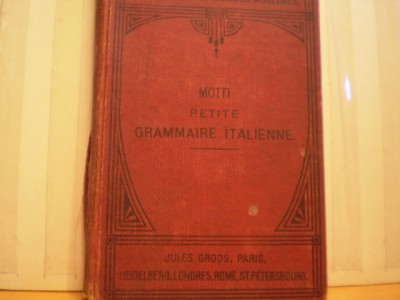 MOTTI
PETITE
GRAMMAIRE ITALIENNE.
JULES GROOS, PARIS,
HEIDELBERG, LONDRES, ROME, ST. PÉTERSBOURG.